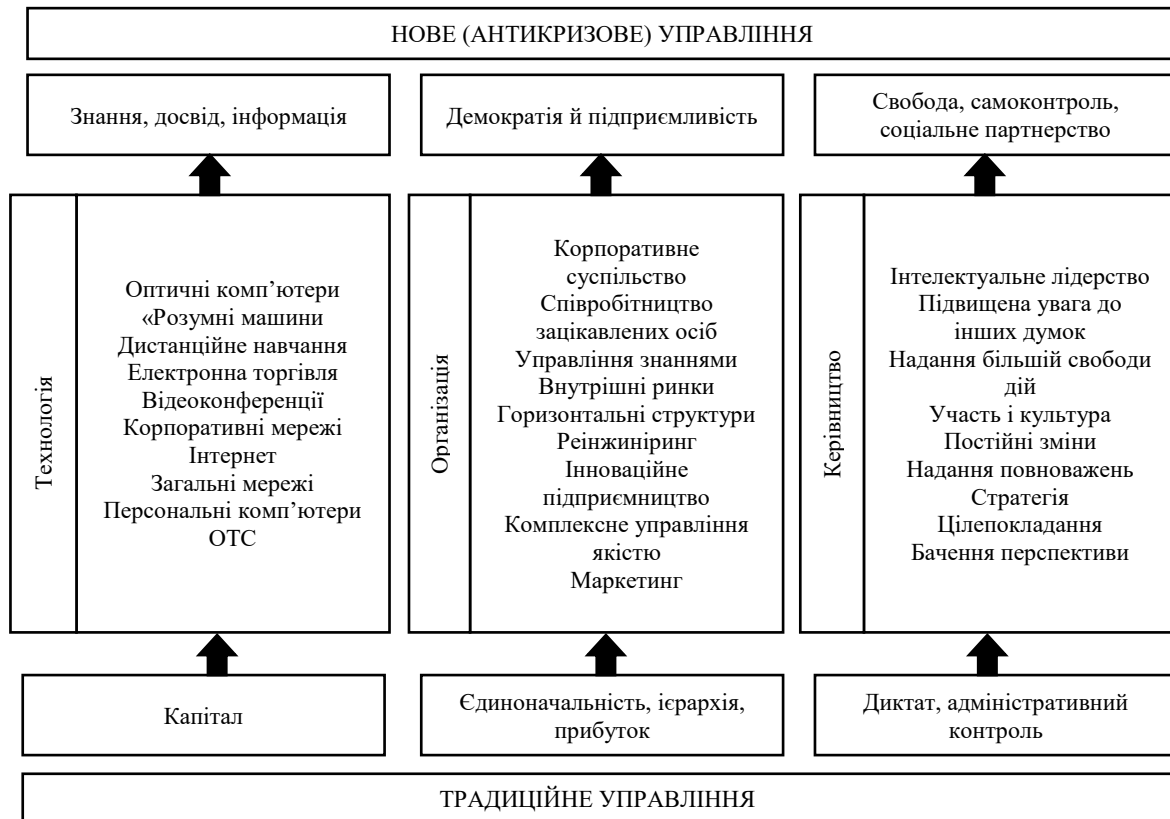 НОВЕ (АНТИКРИЗОВЕ) УПРАВЛІННЯ
Знання, досвід, інформація
Демократія й підприємливість
Свобода, самоконтроль,
соціальне партнерство
Технологія
Оптичні комп’ютери
«Розумні машини
Дистанційне навчання
Електронна торгівля
Відеоконференції
Корпоративні мережі
Інтернет
Загальні мережі
Персональні комп’ютери
ОТС
Організація
Корпоративне
суспільство
Співробітництво
зацікавлених осіб
Управління знаннями
Внутрішні ринки
Горизонтальні структури
Реінжиніринг
Інноваційне
підприємництво
Комплексне управління
якістю
Маркетинг
Керівництво
Інтелектуальне лідерство
Підвищена увага до
інших думок
Надання більшій свободи
дій
Участь і культура
Постійні зміни
Надання повноважень
Стратегія
Цілепокладання
Бачення перспективи
Капітал
Єдиноначальність, ієрархія,
прибуток
Диктат, адміністративний
контроль
ТРАДИЦІЙНЕ УПРАВЛІННЯ